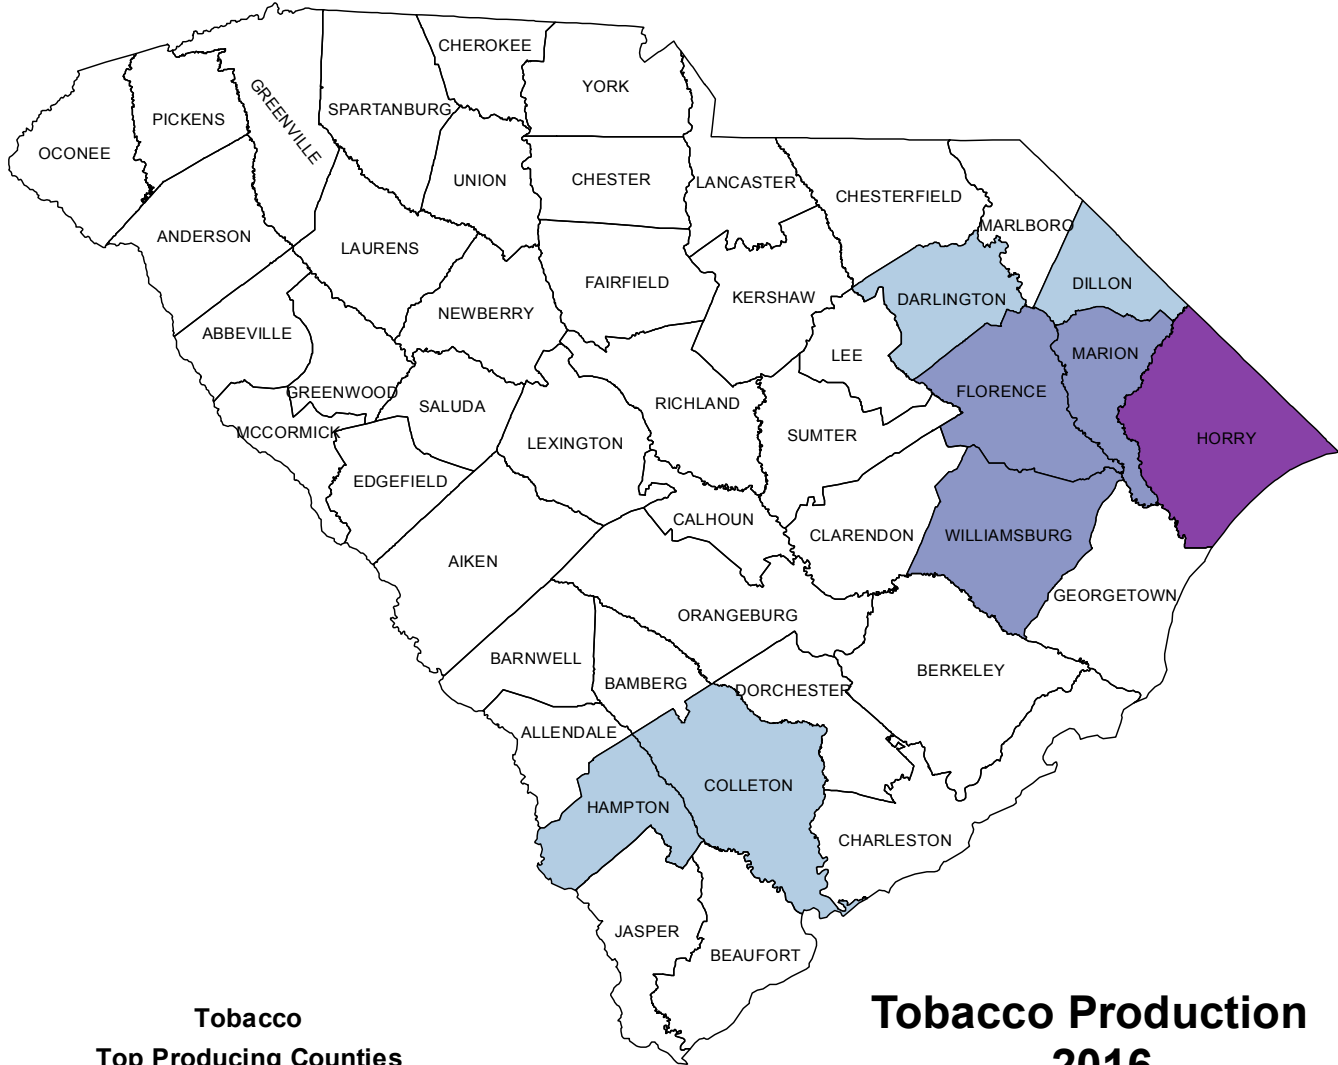 CHEROKEE
YORK
GREENVILLE
SPARTANBURG
PICKENS
OCONEE
UNION
CHESTER
LANCASTER
CHESTERFIELD
MARLBORO
ANDERSON
LAURENS
FAIRFIELD
KERSHAW
DARLINGTON
DILLON
NEWBERRY
ABBEVILLE
LEE
MARION
GREENWOOD
SALUDA
RICHLAND
FLORENCE
MCCORMICK
LEXINGTON
SUMTER
HORRY
EDGEFIELD
CALHOUN
CLARENDON
WILLIAMSBURG
AIKEN
GEORGETOWN
ORANGEBURG
BARNWELL
BAMBERG
DORCHESTER
BERKELEY
ALLENDALE
COLLETON
HAMPTON
CHARLESTON
JASPER
BEAUFORT
Tobacco
Top Producing Counties
Tobacco Production
2016